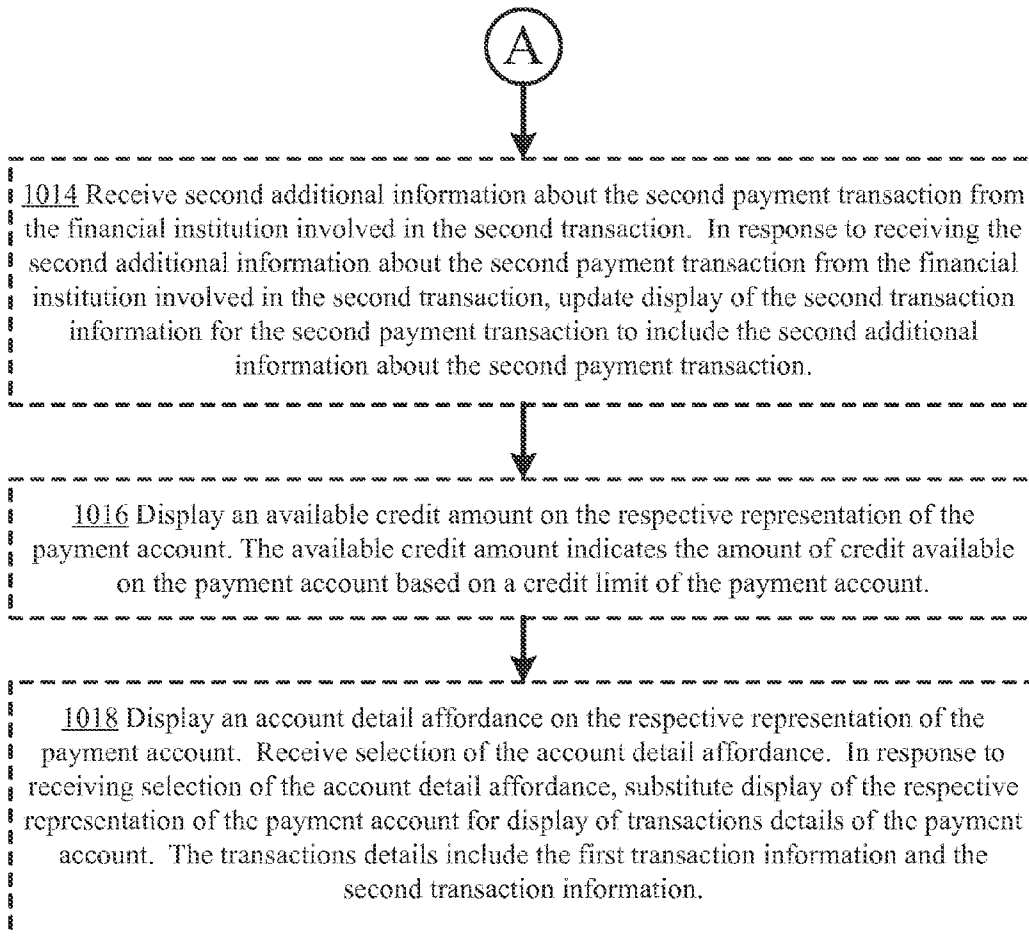 A
1014 Receive second additional information about the second payment transaction from
the financial institution involved in the second transaction. In response to receiving the
second additional information about the second payment transaction from the financial
institution involved in the second transaction, update display of the second transaction
information for the second payment transaction to include the second additional
information about the second payment transaction.
1016 Display an available credit amount on the respective representation of the
payment account. The available credit amount indicates the amount of credit available
on the payment account based on a credit limit of the payment account.
1018 Display an account detail affordance on the respective representation of the
payment account. Receive selection of the account detail affordance. In response to
receiving selection of the account detail affordance, substitute display of the respective
representation of the payment account for display of transactions details of the payment
account. The transactions details include the first transaction information and the
second transaction information.